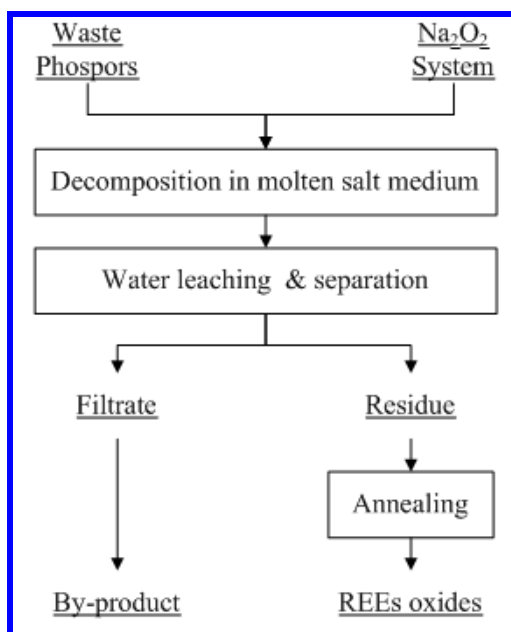 Waste
Phospors
Na₂O₂
System
Decomposition in molten salt medium
Water leaching & separation
Filtrate
Residue
Annealing
By-product
REEs oxides